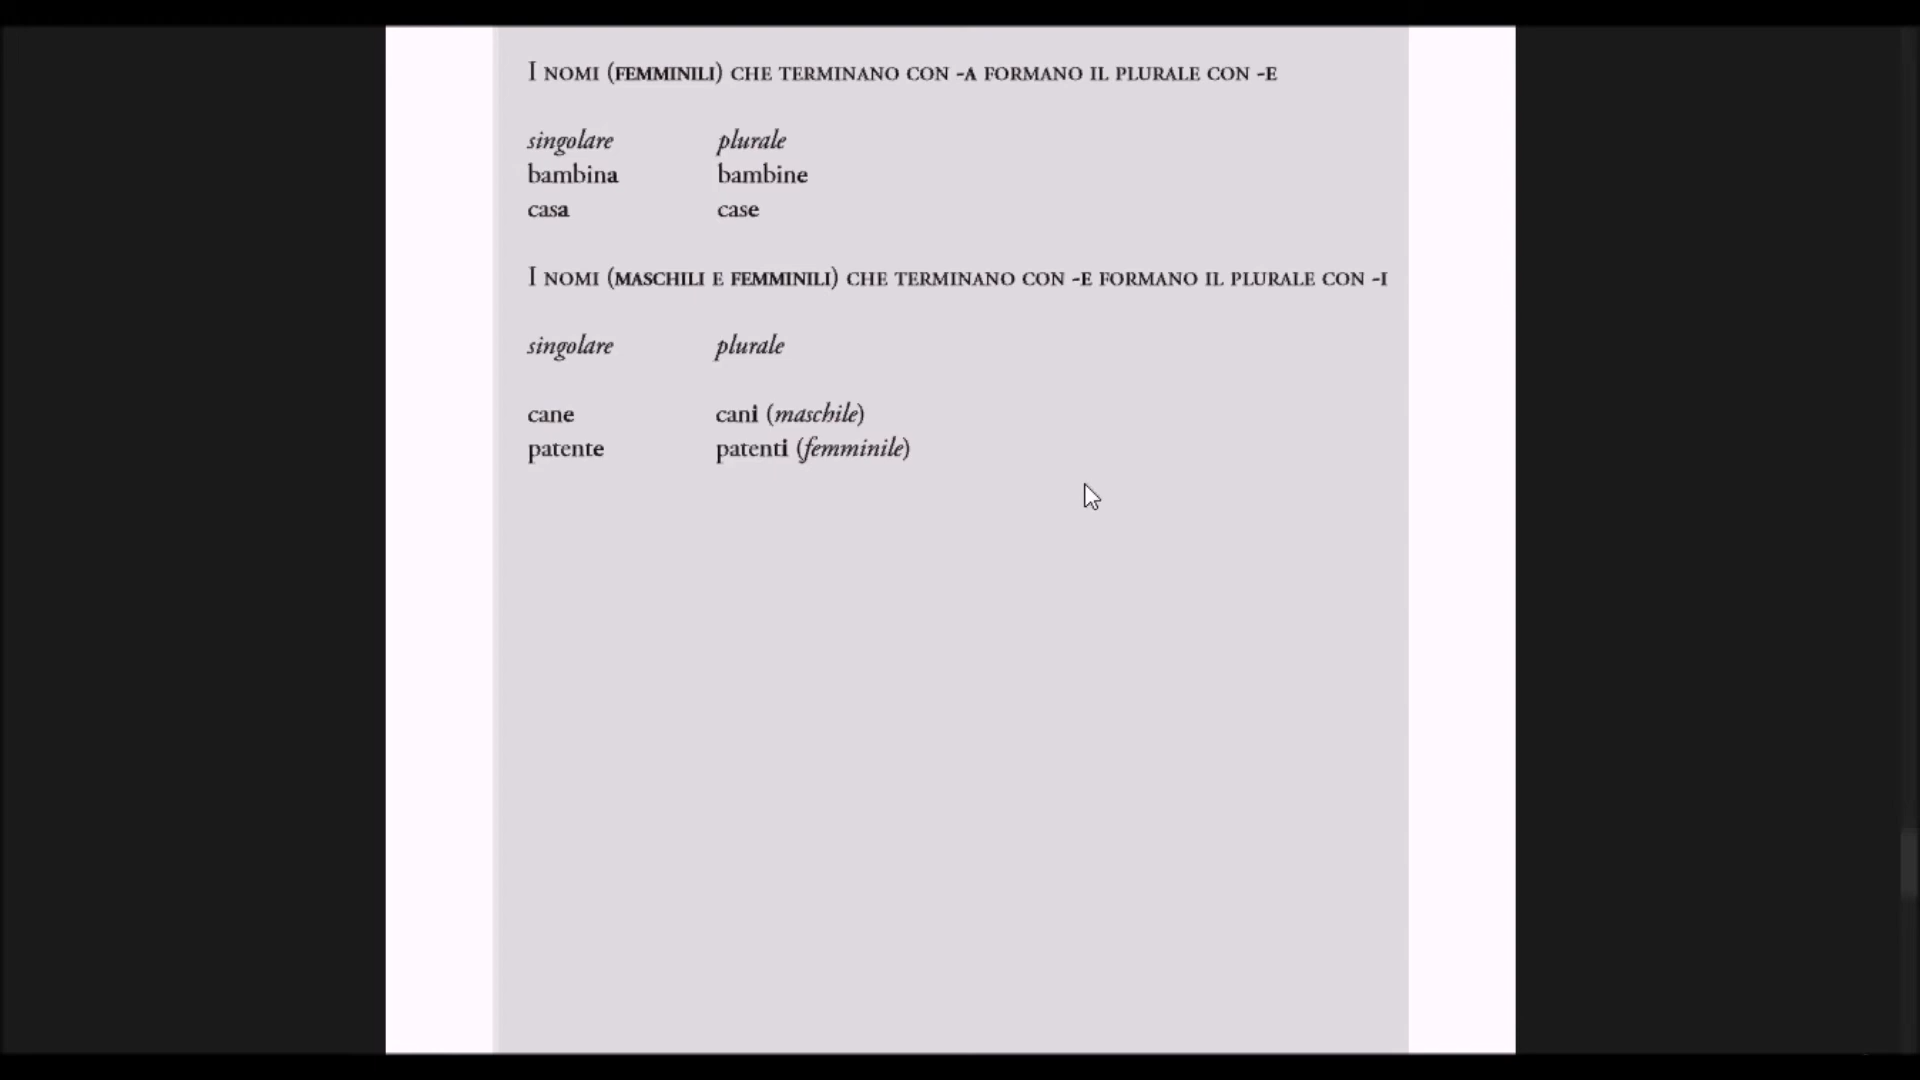 I NOMI (FEMMINILI) CHE TERMINANO CON -A FORMANO IL PLURALE CON -E
singolare plurale
bambina bambine
casa case
I NOMI (MASCHILI E FEMMINILI) CHE TERMINANO CON -E FORMANO IL PLURALE CON -I
singolare plurale
cane cani (maschile)
patente patenti (femminile)